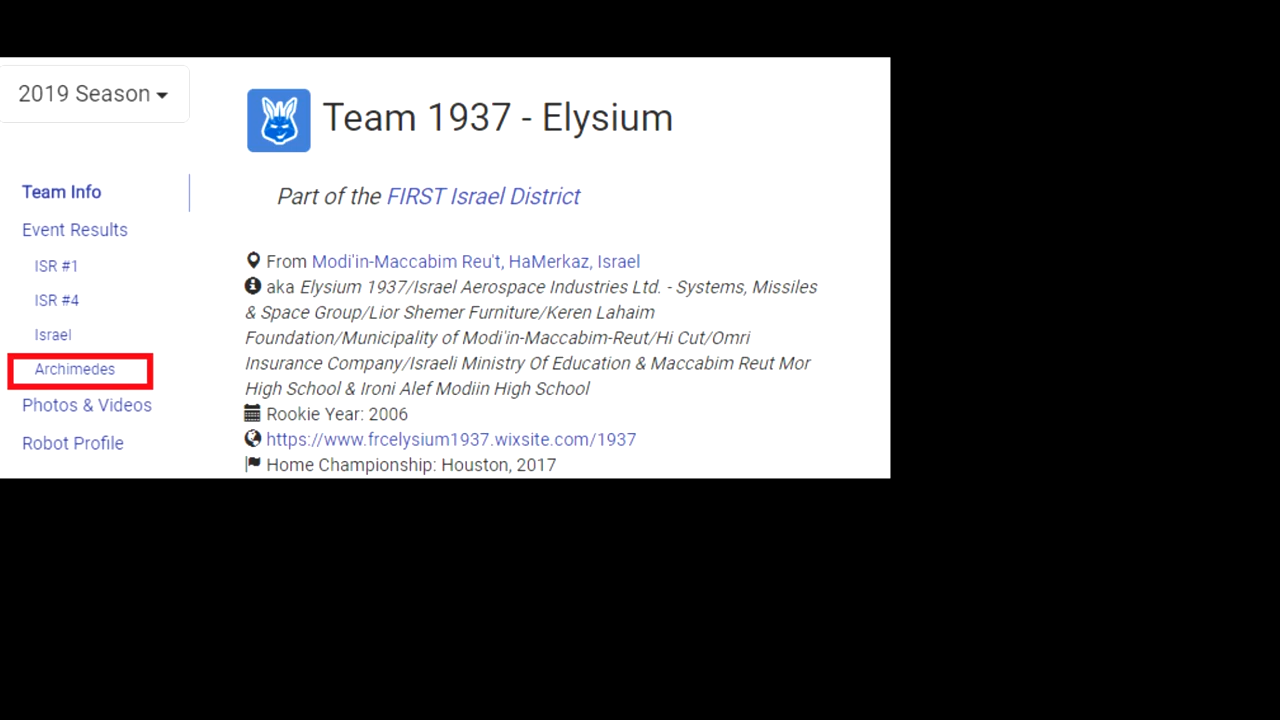 2019 Season
Team 1937 - Elysium
Team Info
Part of the FIRST Israel District
Event Results
ISR #1
ISR #4
Israel
Archimedes
Photos & Videos
Robot Profile
From Modi'in-Maccabim Reu't, HaMerkaz, Israel
aka Elysium 1937/Israel Aerospace Industries Ltd. - Systems, Missiles
& Space Group/Lior Shemer Furniture/Keren Lahaim
Foundation/Municipality of Modi'in-Maccabim-Reut/Hi Cut/Omri
Insurance Company/Israeli Ministry Of Education & Maccabim Reut Mor
High School & Ironi Alef Modiin High School
Rookie Year: 2006
https://www.frcelysium1937.wixsite.com/1937
Home Championship: Houston, 2017